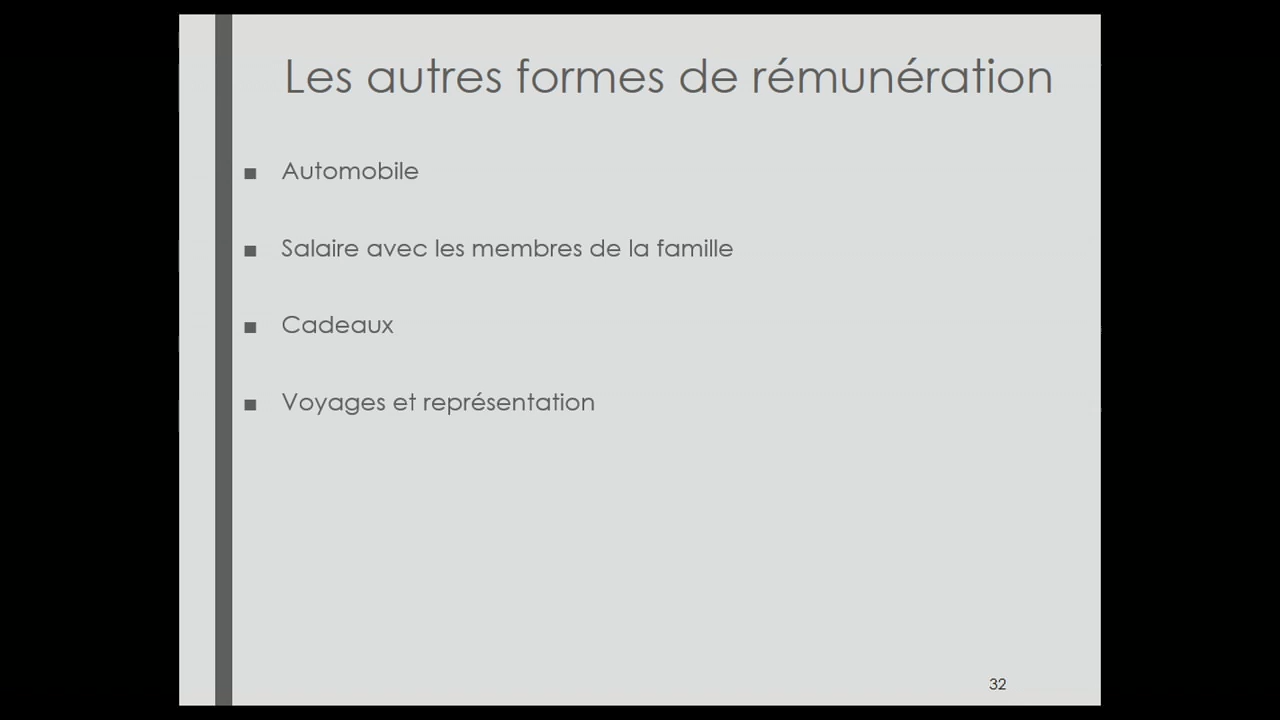 Les autres formes de rémunération
■ Automobile
■ Salaire avec les membres de la famille
■ Cadeaux
■ Voyages et représentation
32